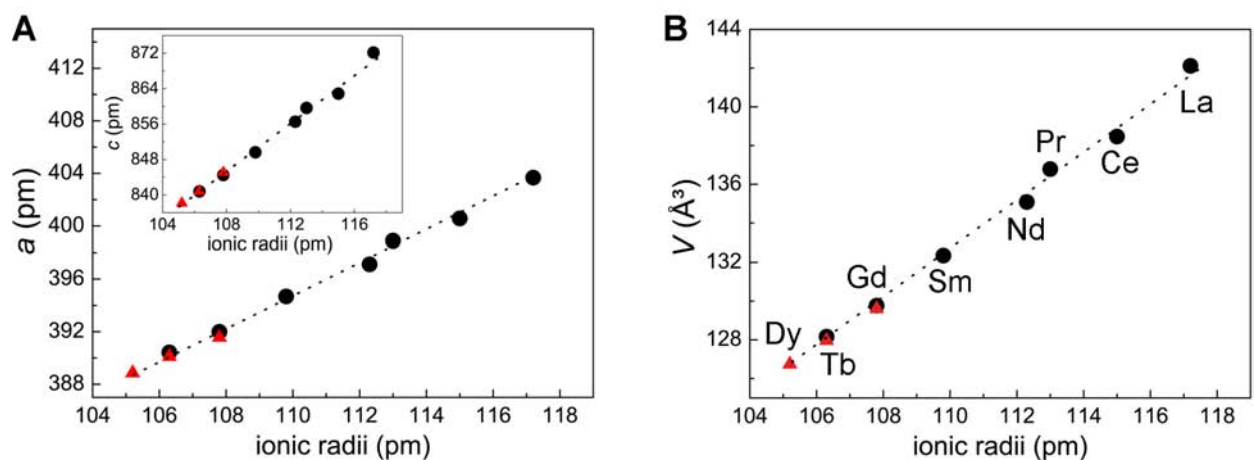 A
a (pm)
412
408
404
400
396
392
388
104 106 108 110 112 114 116 118
ionic radii (pm)
c (pm)
872
864
856
848
840
104 108 112 116
ionic radii (pm)
B
V (Å³)
144
140
136
132
128
La
Pr
Ce
Nd
Gd
Sm
Dy
Tb
104 106 108 110 112 114 116 118
ionic radii (pm)